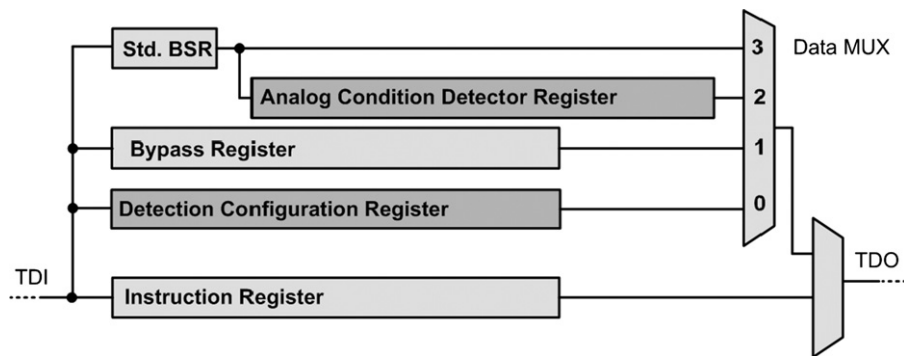 Std. BSR
3
Data MUX
Analog Condition Detector Register
2
Bypass Register
1
Detection Configuration Register
0
TDI
TDO
Instruction Register